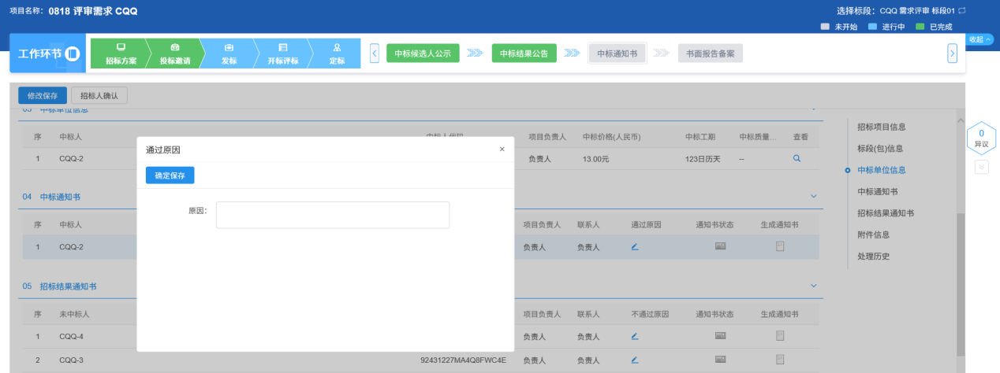 项目名称: 0818 评审需求 CQQ
选择标段: CQQ 需求评审 标段01
未开始 进行中 已完成
收起
工作环节
招标方案 投标邀请 发标 开标评标 定标
中标候选人公示 中标结果公告 中标通知书 书面报告备案
修改保存 招标人确认
03 中标单位信息
序 中标人 中标人代码 项目负责人 中标价格(人民币) 中标工期 中标质量... 查看
1 CQQ-2 负责人 13.00元 123日历天 --
04 中标通知书
序 中标人 项目负责人 联系人 通过原因 通知书状态 生成通知书
1 CQQ-2 负责人 负责人
05 招标结果通知书
序 未中标人 项目负责人 联系人 不通过原因 通知书状态 生成通知书
1 CQQ-4 负责人 负责人
2 CQQ-3 92431227MA4Q8FWC4E 负责人 负责人
通过原因 ×
确定保存
原因:
招标项目信息
标段(包)信息
中标单位信息
中标通知书
招标结果通知书
附件信息
处理历史
0
异议